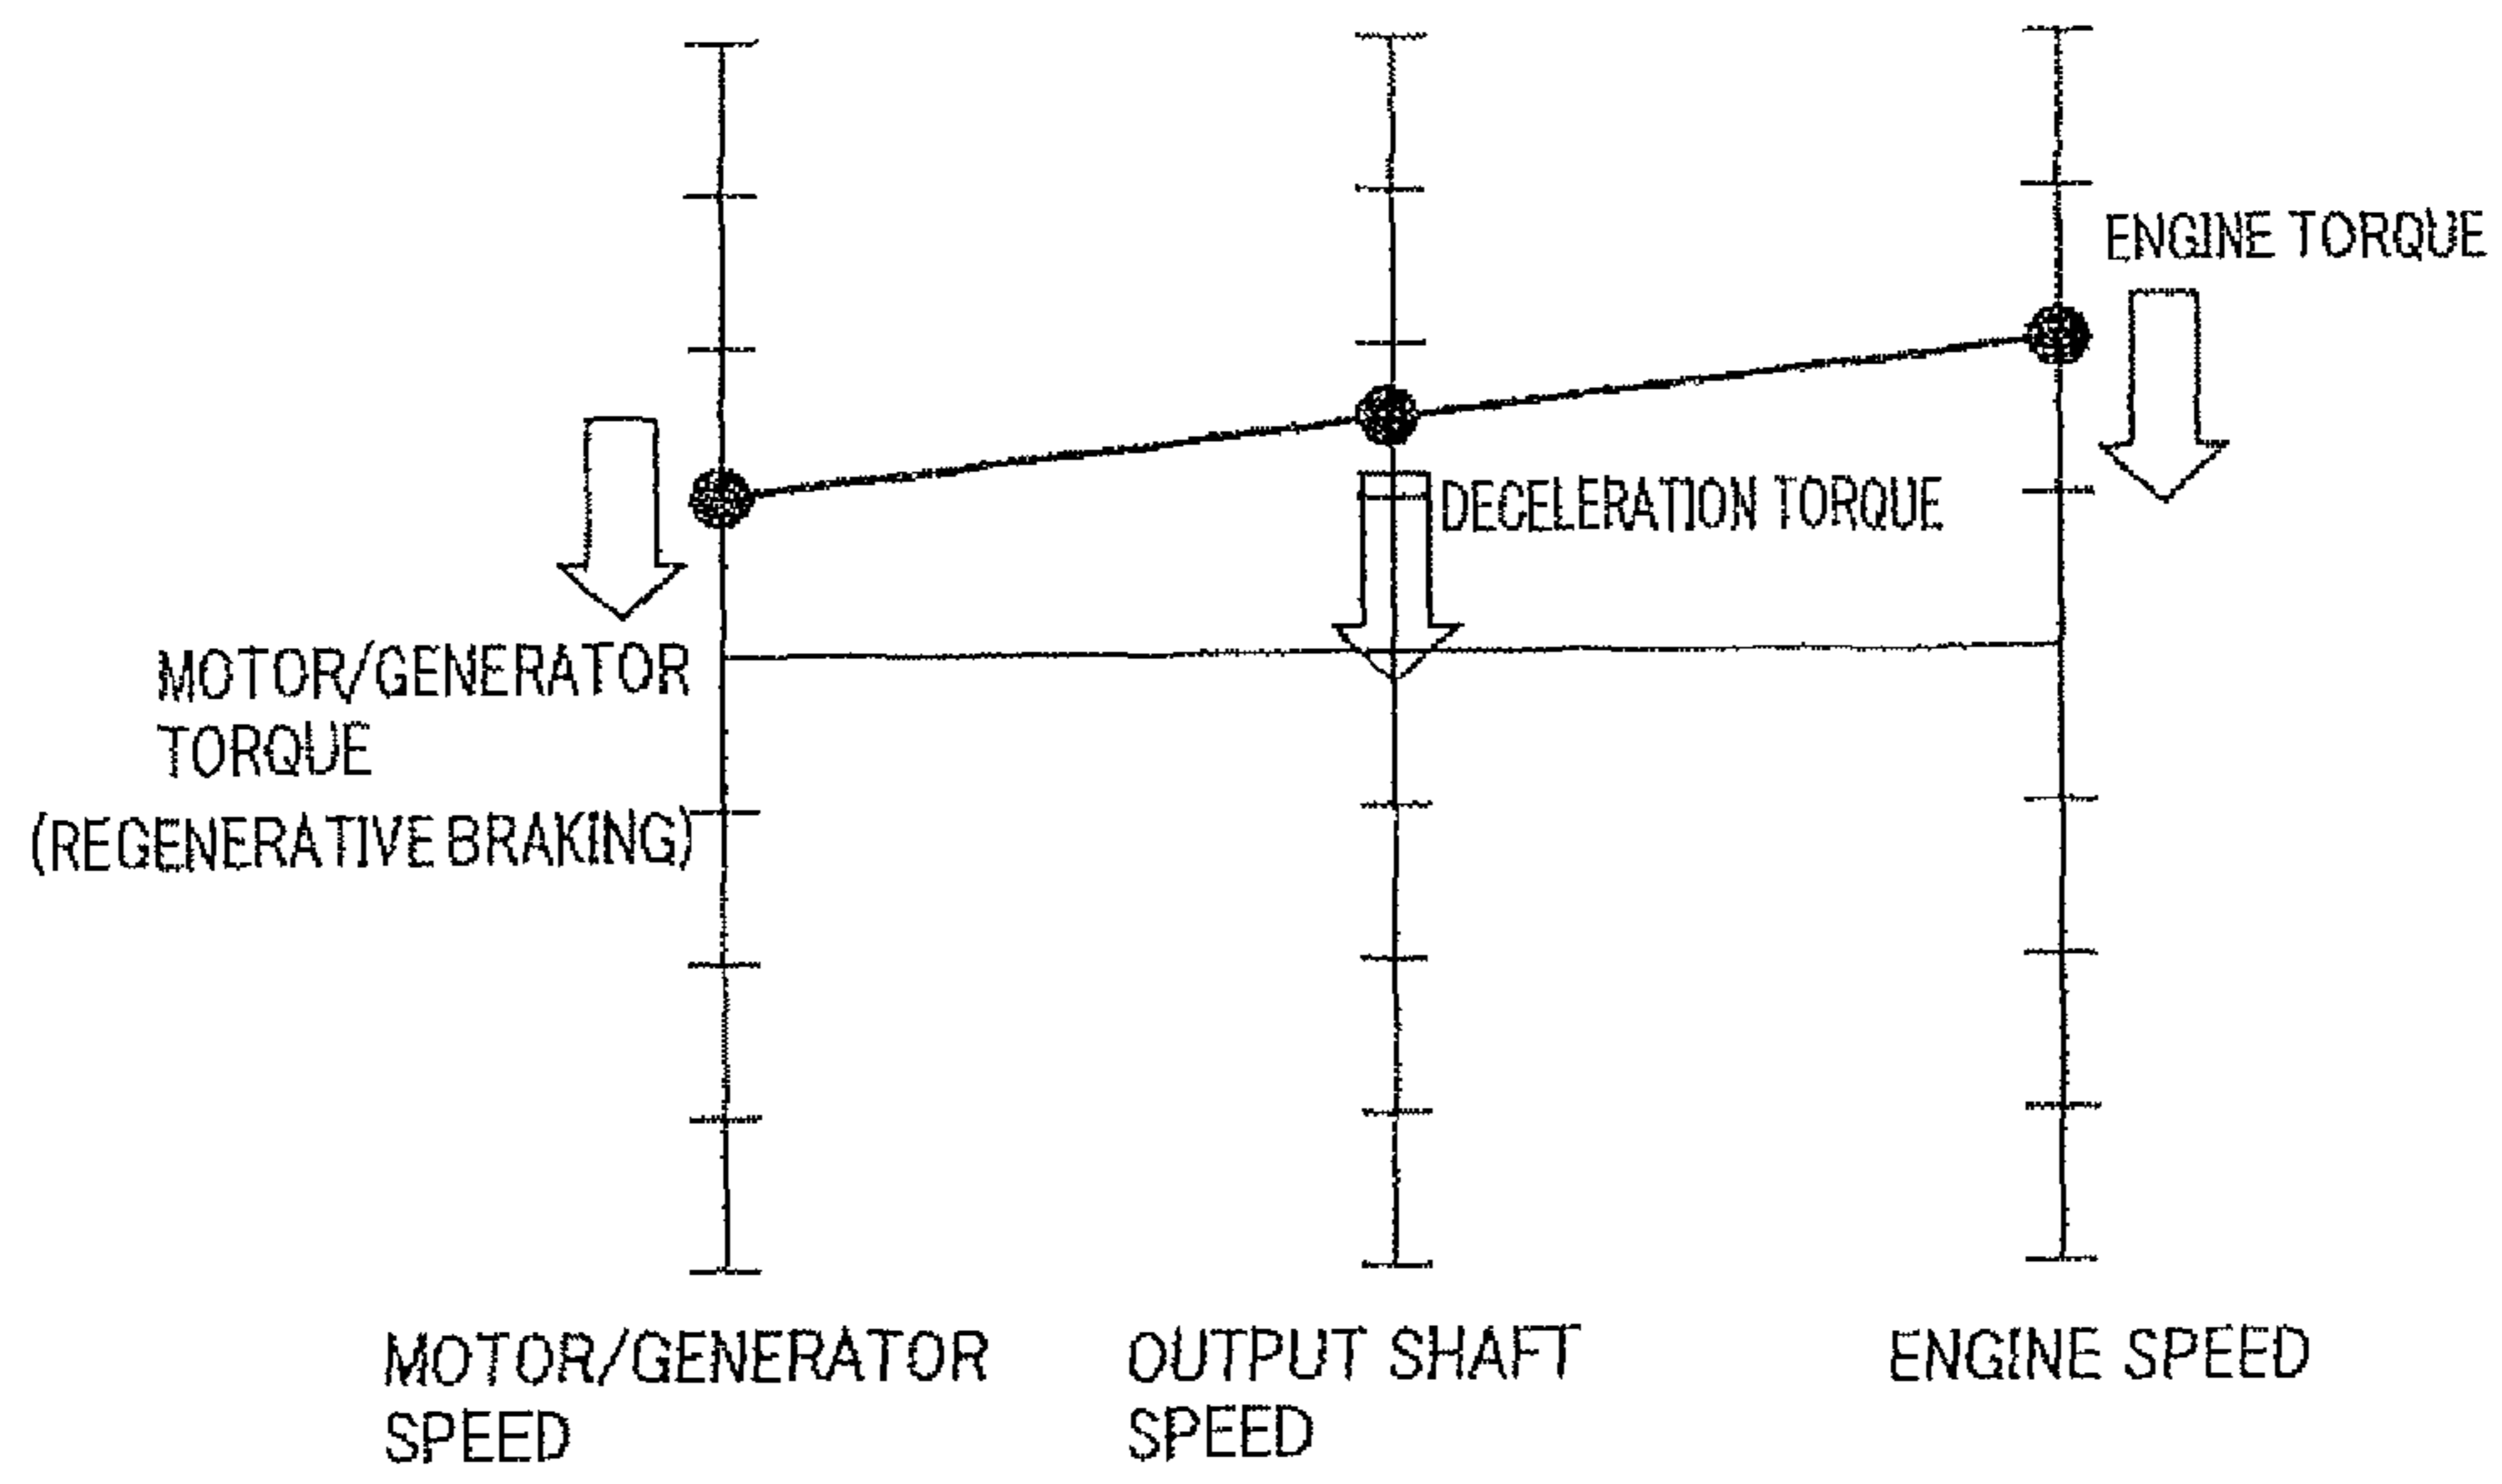 ENGINE TORQUE
DECELERATION TORQUE
MOTOR/GENERATOR
TORQUE
(REGENERATIVE BRAKING)
MOTOR/GENERATOR
SPEED
OUTPUT SHAFT
SPEED
ENGINE SPEED